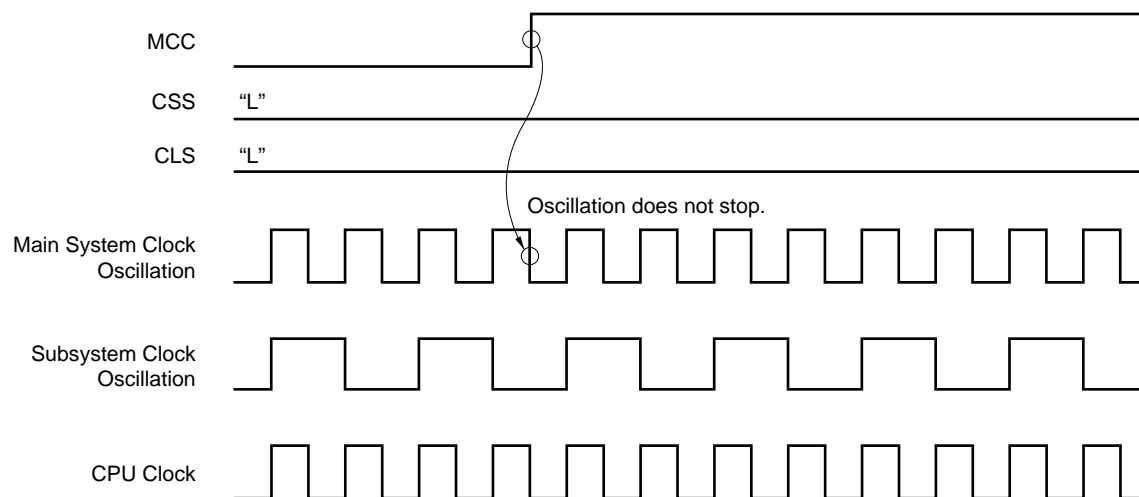 MCC
CSS “L”
CLS “L”
Oscillation does not stop.
Main System Clock
Oscillation
Subsystem Clock
Oscillation
CPU Clock